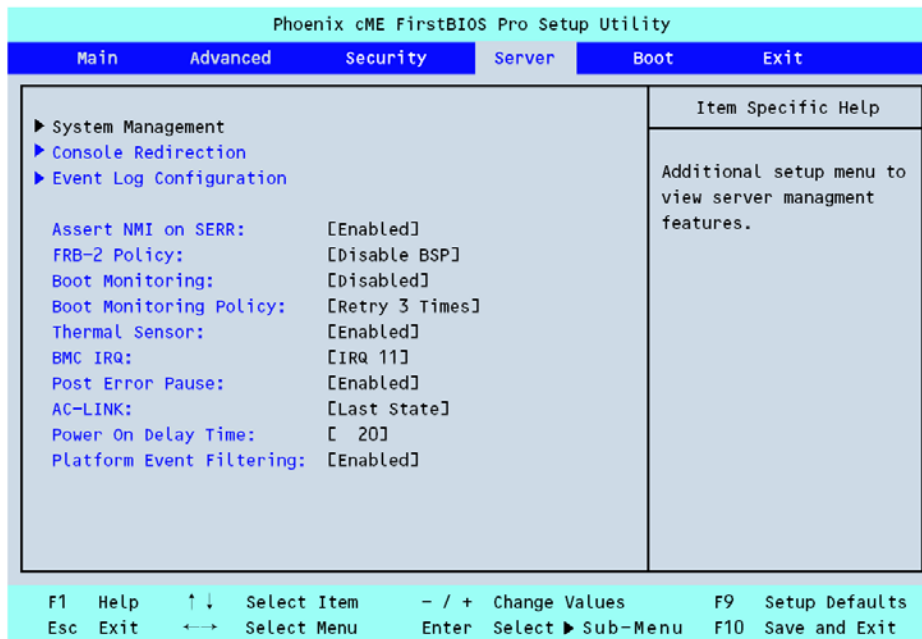 Phoenix cME FirstBIOS Pro Setup Utility
Main Advanced Security Server Boot Exit
Item Specific Help
▶ System Management
▶ Console Redirection
▶ Event Log Configuration
Additional setup menu to
view server managment
features.
Assert NMI on SERR: [Enabled]
FRB-2 Policy: [Disable BSP]
Boot Monitoring: [Disabled]
Boot Monitoring Policy: [Retry 3 Times]
Thermal Sensor: [Enabled]
BMC IRQ: [IRQ 11]
Post Error Pause: [Enabled]
AC-LINK: [Last State]
Power On Delay Time: [ 20]
Platform Event Filtering: [Enabled]
F1 Help ↑↓ Select Item - / + Change Values F9 Setup Defaults
Esc Exit ←→ Select Menu Enter Select ▶ Sub-Menu F10 Save and Exit